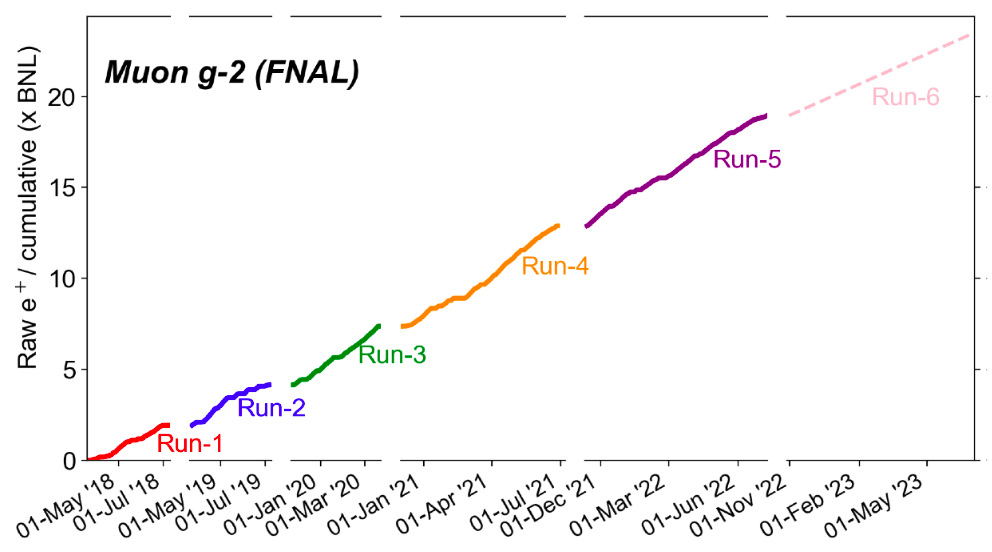 Muon g-2 (FNAL)
Raw e+ / cumulative (x BNL)
20
15
10
5
0
Run-1
Run-2
Run-3
Run-4
Run-5
Run-6
01-May '18
01-Jul '18
01-May '19
01-Jul '19
01-Jan '20
01-Mar '20
01-Jan '21
01-Apr '21
01-Jul '21
01-Dec '21
01-Mar '22
01-Jun '22
01-Nov '22
01-Feb '23
01-May '23